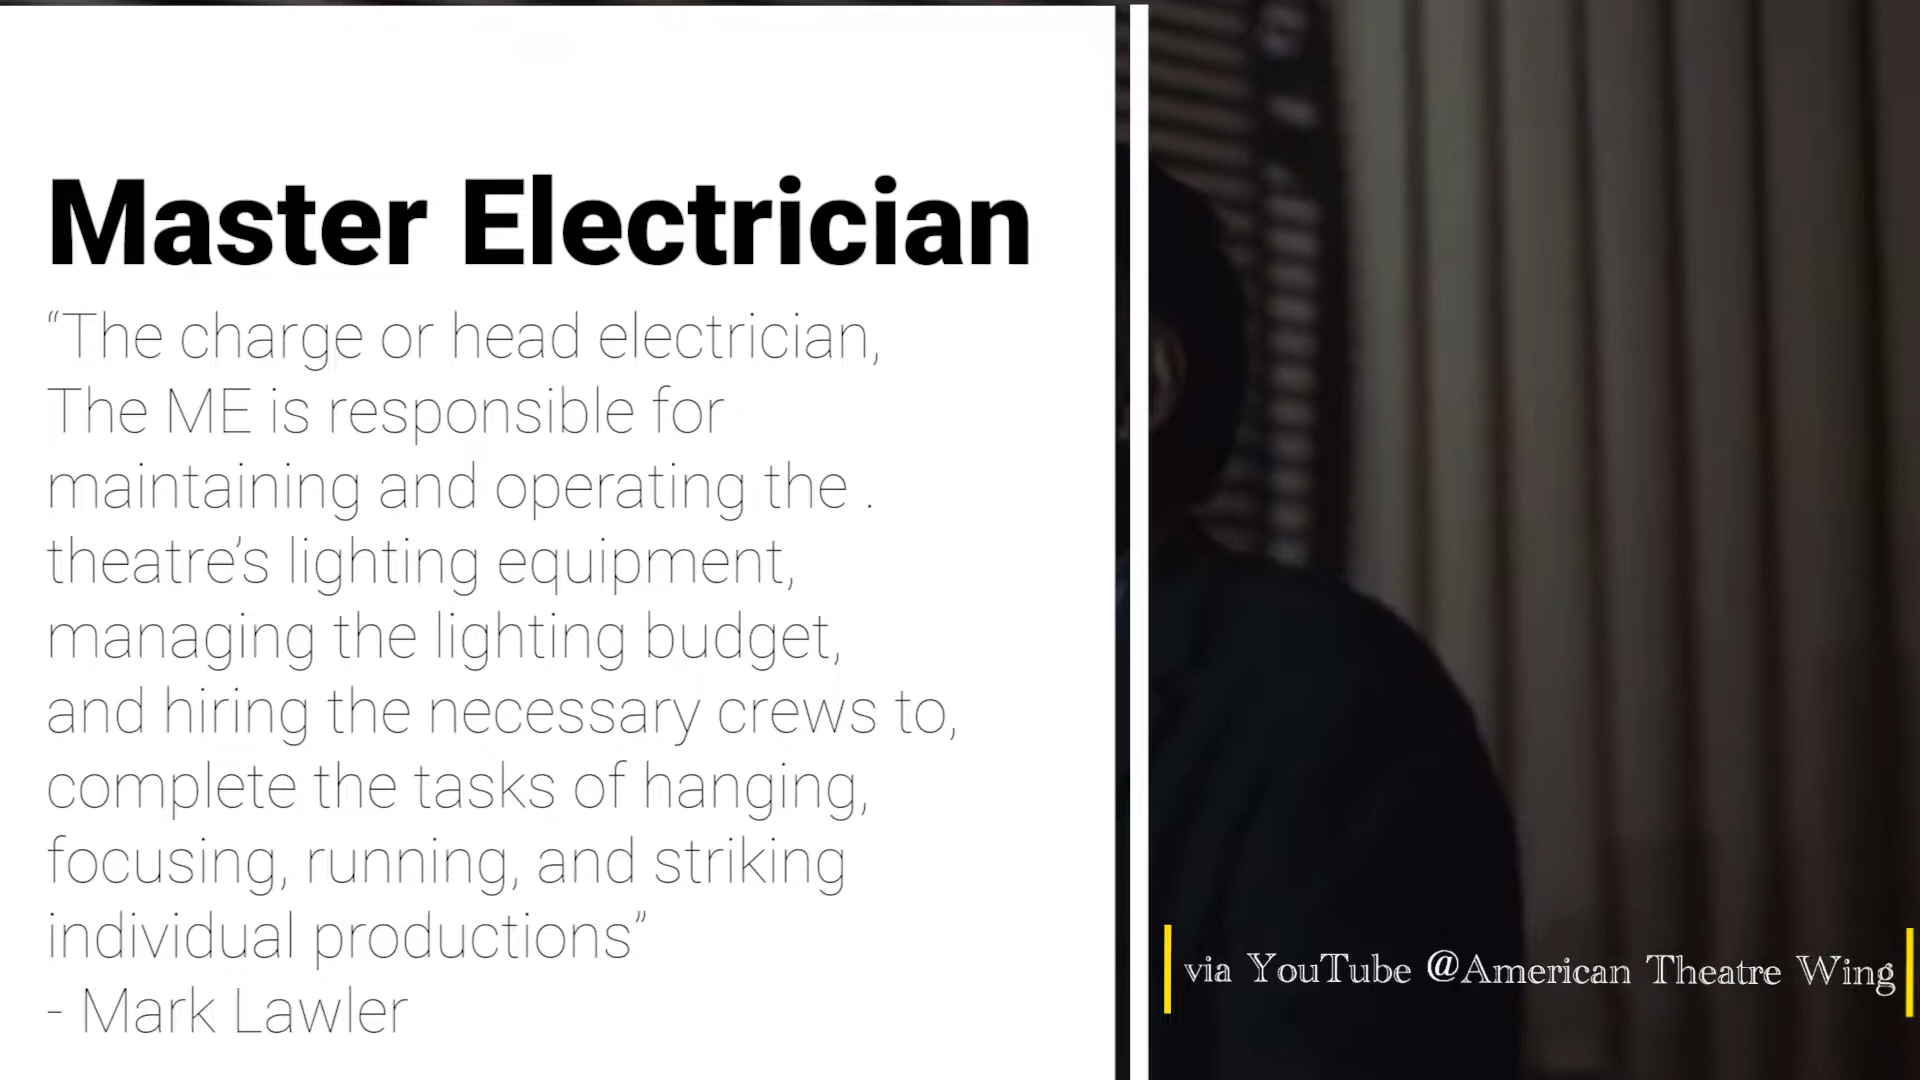 Master Electrician
“The charge or head electrician,
The ME is responsible for
maintaining and operating the .
theatre’s lighting equipment,
managing the lighting budget,
and hiring the necessary crews to,
complete the tasks of hanging,
focusing, running, and striking
individual productions”
- Mark Lawler
via YouTube @American Theatre Wing